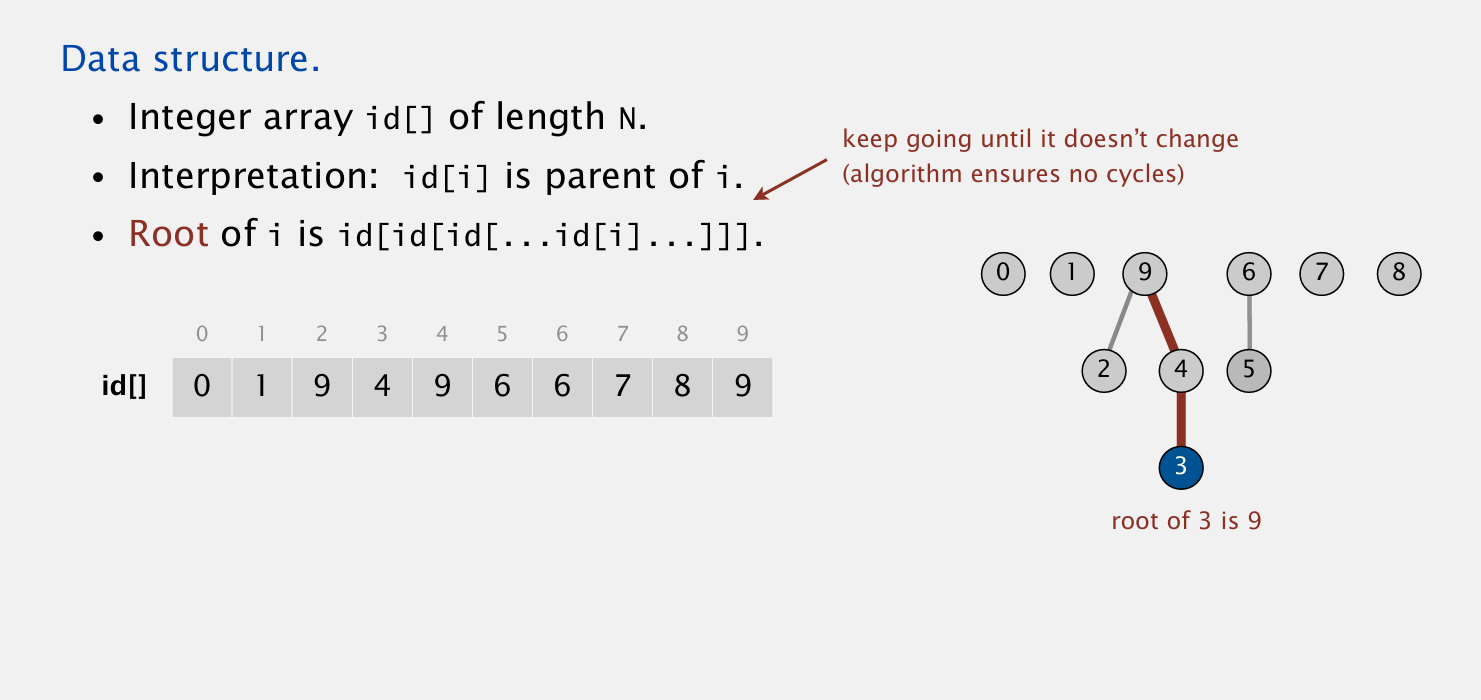 Data structure.
• Integer array id[] of length N.
• Interpretation: id[i] is parent of i.
• Root of i is id[id[id[...id[i]...]]].
keep going until it doesn’t change
(algorithm ensures no cycles)
0 1 2 3 4 5 6 7 8 9
id[] 0 1 9 4 9 6 6 7 8 9
0 1 9 6 7 8
2 4 5
3
root of 3 is 9